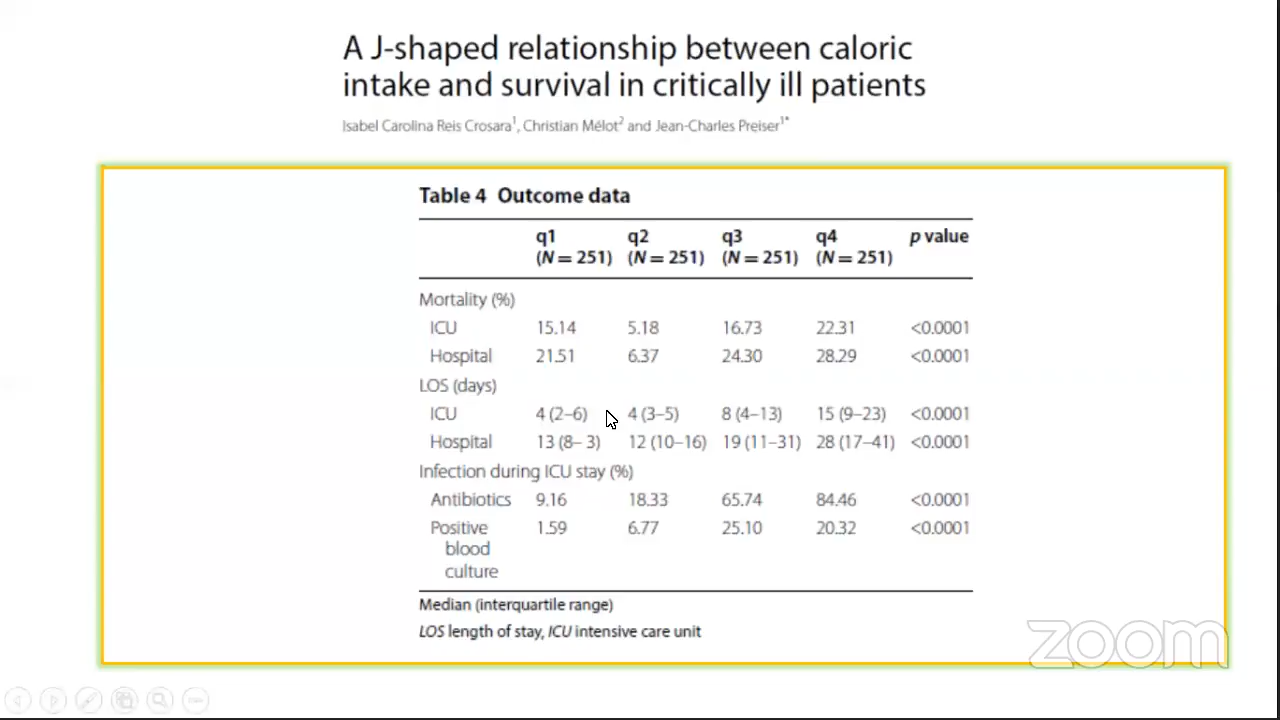 A J-shaped relationship between caloric
intake and survival in critically ill patients
Isabel Carolina Reis Crosara1, Christian Mélot2 and Jean-Charles Preiser1*
Table 4 Outcome data
q1 q2 q3 q4 p value
(N = 251) (N = 251) (N = 251) (N = 251)
Mortality (%)
ICU 15.14 5.18 16.73 22.31 <0.0001
Hospital 21.51 6.37 24.30 28.29 <0.0001
LOS (days)
ICU 4 (2–6) 4 (3–5) 8 (4–13) 15 (9–23) <0.0001
Hospital 13 (8– 3) 12 (10–16) 19 (11–31) 28 (17–41) <0.0001
Infection during ICU stay (%)
Antibiotics 9.16 18.33 65.74 84.46 <0.0001
Positive 1.59 6.77 25.10 20.32 <0.0001
blood
culture
Median (interquartile range)
LOS length of stay, ICU intensive care unit
zoom